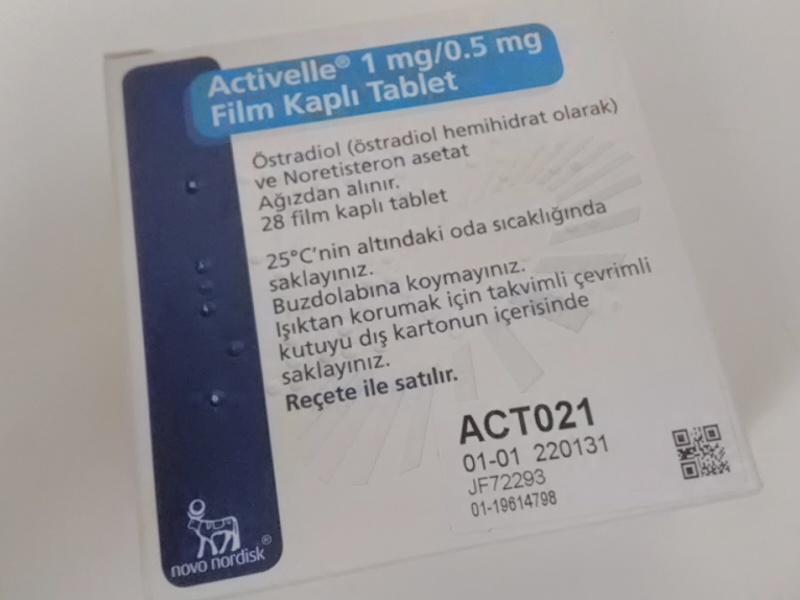 Activelle® 1 mg/0.5 mg
Film Kaplı Tablet
Östradiol (östradiol hemihidrat olarak)
ve Noretisteron asetat
Ağızdan alınır.
28 film kaplı tablet
25°C'nin altındaki oda sıcaklığında
saklayınız.
Buzdolabına koymayınız.
Işıktan korumak için takvimli çevrimli
kutuyu dış kartonun içerisinde
saklayınız.
Reçete ile satılır.
ACT021
01-01 220131
JF72293
01-19614798
novo nordisk®